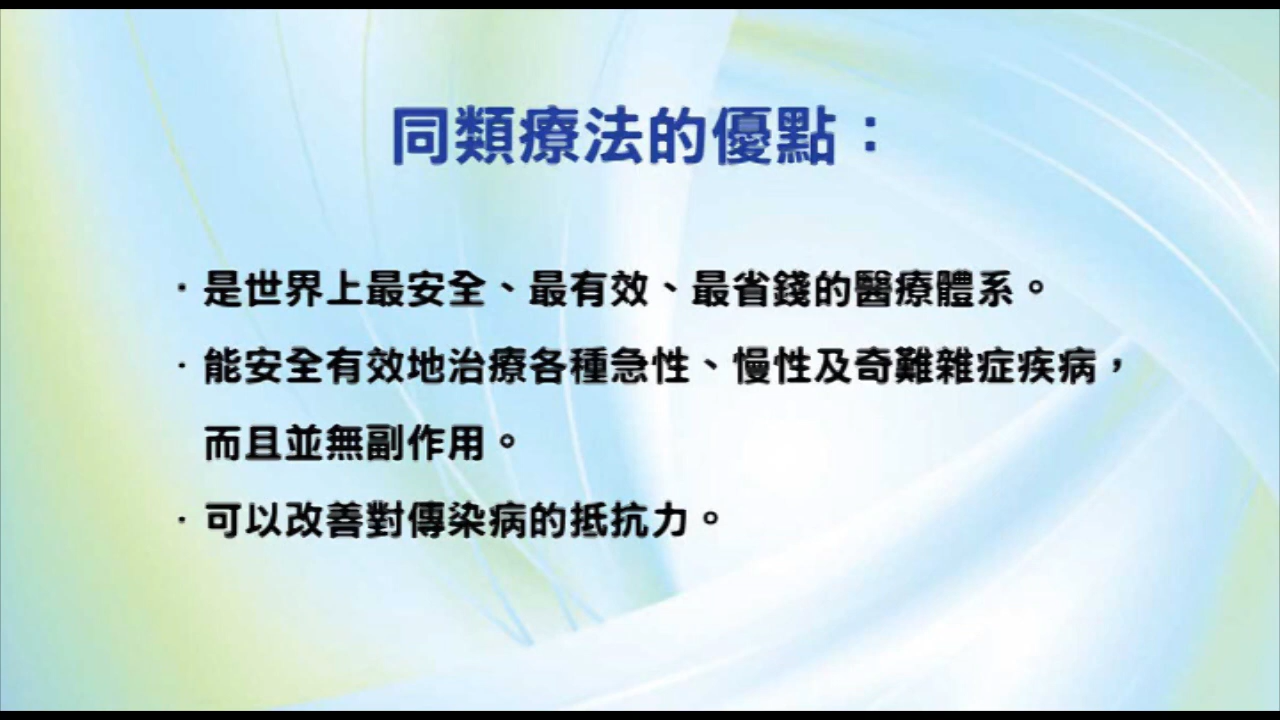 同類療法的優點：
·是世界上最安全、最有效、最省錢的醫療體系。
·能安全有效地治療各種急性、慢性及奇難雜症疾病，
而且並無副作用。
·可以改善對傳染病的抵抗力。